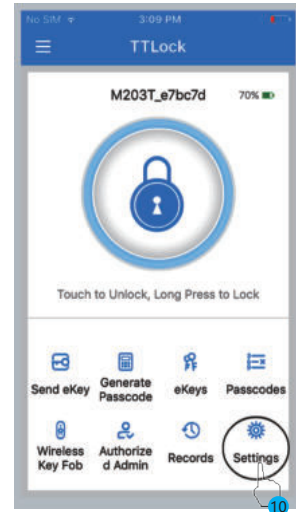 No SIM 3:09 PM
TTLock
M203T_e7bc7d 70%
Touch to Unlock, Long Press to Lock
Send eKey Generate Passcode eKeys Passcodes
Wireless Key Fob Authorize d Admin Records Settings
10